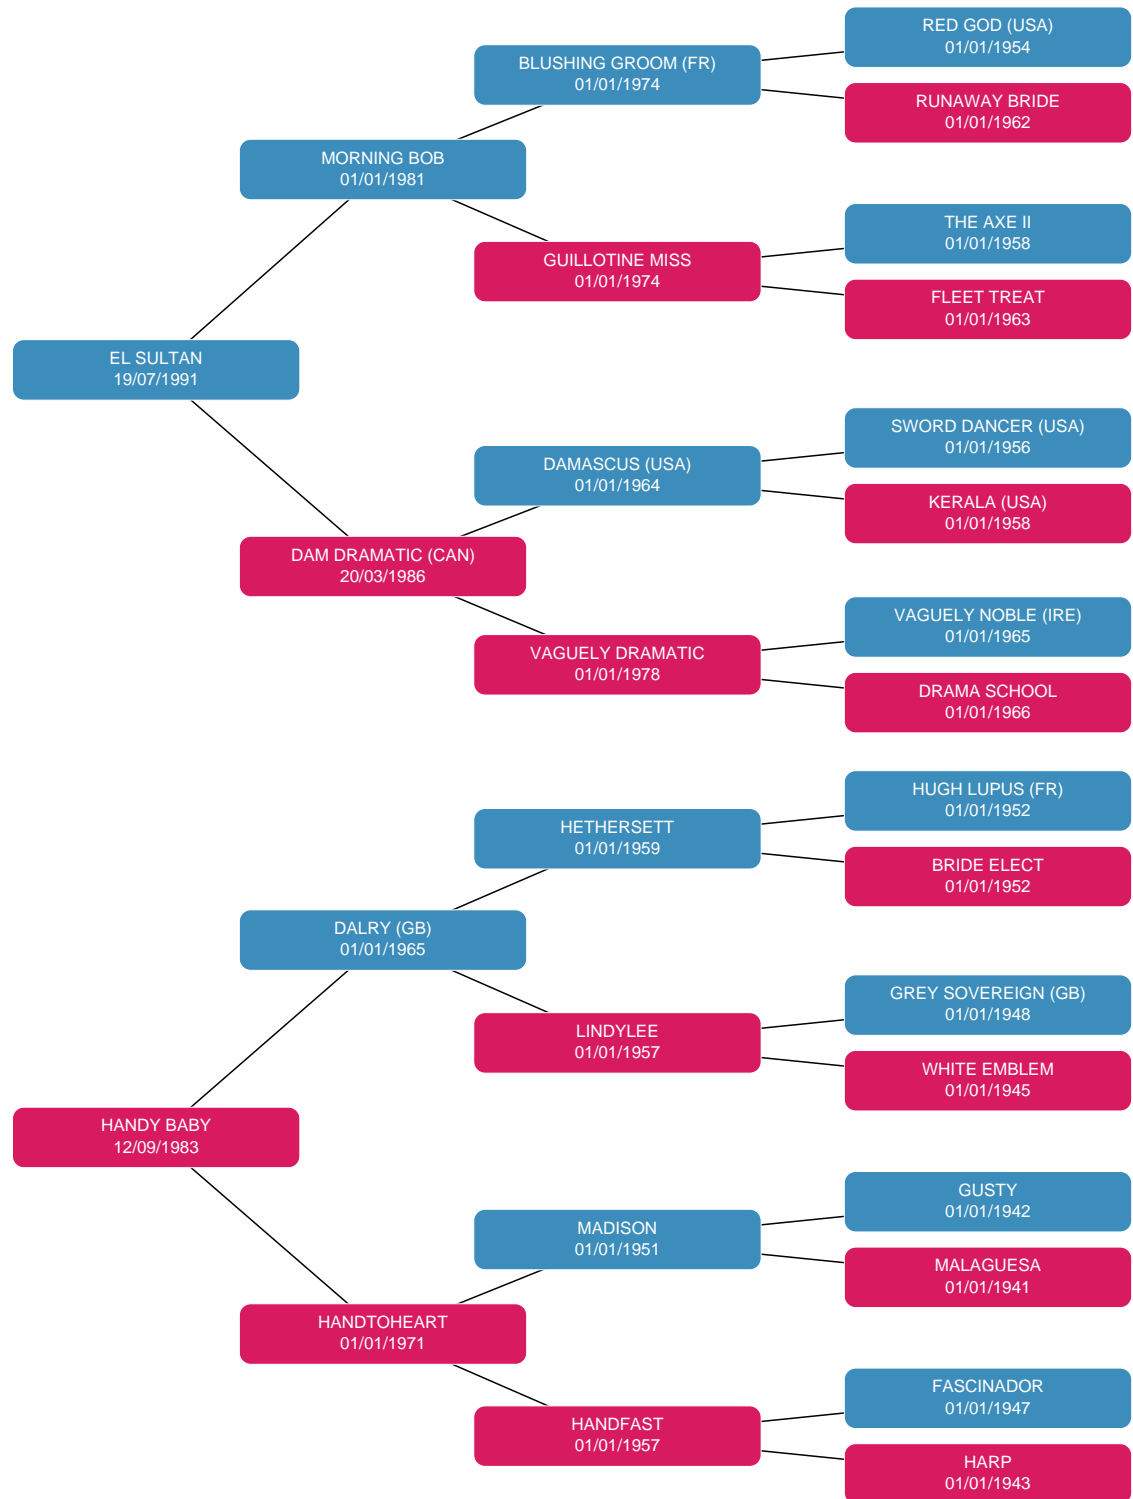 RED GOD (USA)
01/01/1954
BLUSHING GROOM (FR)
01/01/1974
RUNAWAY BRIDE
01/01/1962
MORNING BOB
01/01/1981
THE AXE II
01/01/1958
GUILLOTINE MISS
01/01/1974
FLEET TREAT
01/01/1963
EL SULTAN
19/07/1991
SWORD DANCER (USA)
01/01/1956
DAMASCUS (USA)
01/01/1964
KERALA (USA)
01/01/1958
DAM DRAMATIC (CAN)
20/03/1986
VAGUELY NOBLE (IRE)
01/01/1965
VAGUELY DRAMATIC
01/01/1978
DRAMA SCHOOL
01/01/1966
HUGH LUPUS (FR)
01/01/1952
HETHERSETT
01/01/1959
BRIDE ELECT
01/01/1952
DALRY (GB)
01/01/1965
GREY SOVEREIGN (GB)
01/01/1948
LINDYLEE
01/01/1957
WHITE EMBLEM
01/01/1945
HANDY BABY
12/09/1983
GUSTY
01/01/1942
MADISON
01/01/1951
MALAGUESA
01/01/1941
HANDTOHEART
01/01/1971
FASCINADOR
01/01/1947
HANDFAST
01/01/1957
HARP
01/01/1943